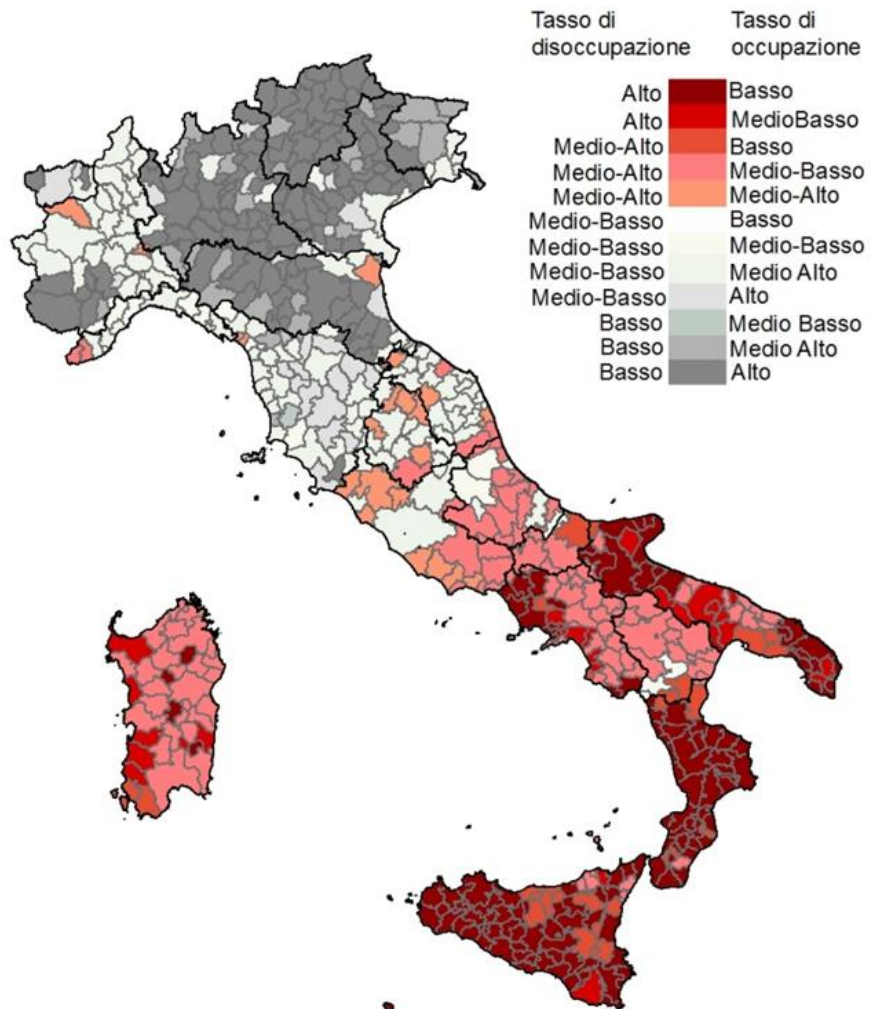 Tasso di disoccupazione Tasso di occupazione
Alto Basso
Alto MedioBasso
Medio-Alto Basso
Medio-Alto Medio-Basso
Medio-Alto Medio-Alto
Medio-Basso Basso
Medio-Basso Medio-Basso
Medio-Basso Medio Alto
Medio-Basso Alto
Basso Medio Basso
Basso Medio Alto
Basso Alto